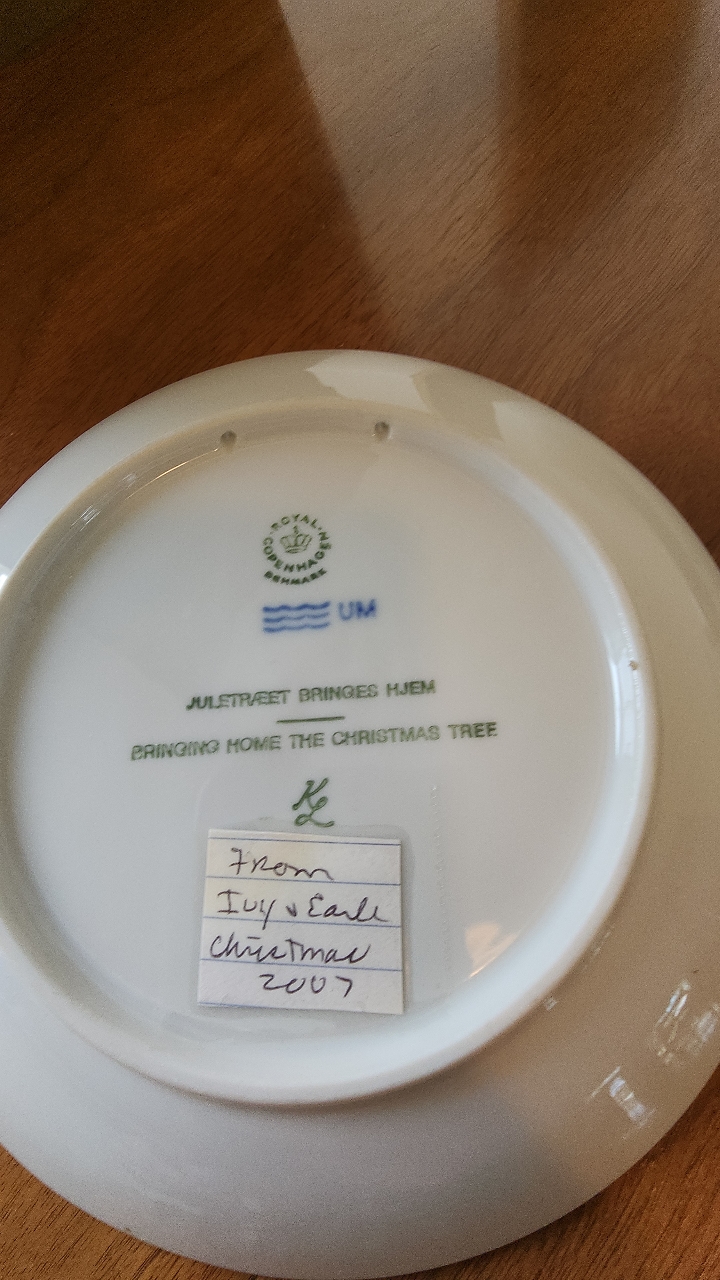 ROYAL COPENHAGEN
DENMARK
UM
JULETRÆET BRINGES HJEM
BRINGING HOME THE CHRISTMAS TREE
KL
From
Ivy & Earle
Christmas
2007